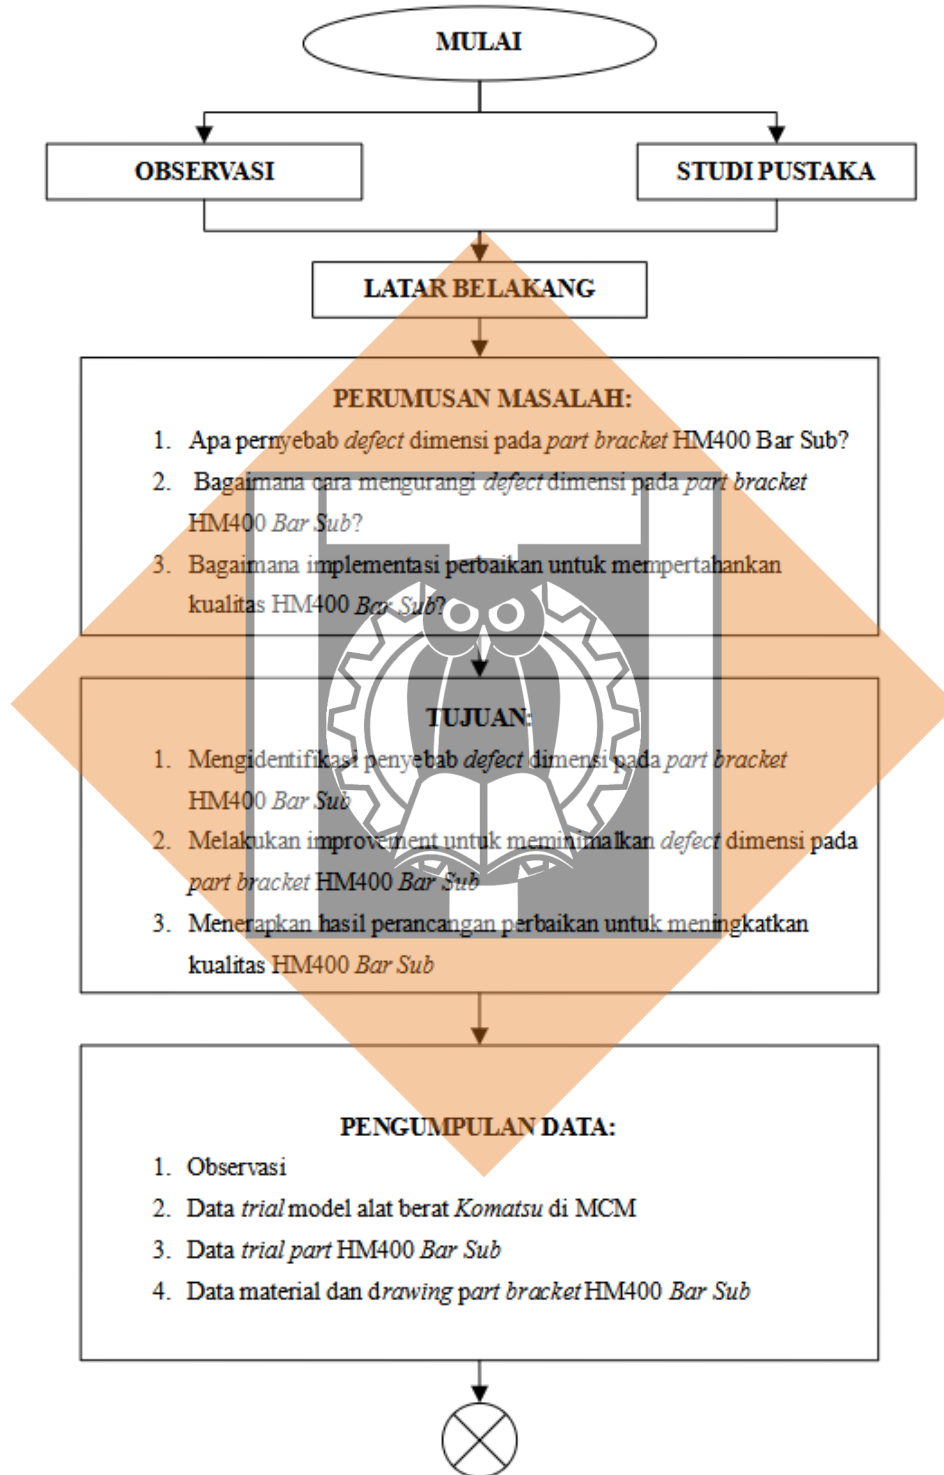 MULAI
OBSERVASI
STUDI PUSTAKA
LATAR BELAKANG
PERUMUSAN MASALAH:
1. Apa pernyebab defect dimensi pada part bracket HM400 Bar Sub?
2. Bagaimana cara mengurangi defect dimensi pada part bracket
HM400 Bar Sub?
3. Bagaimana implementasi perbaikan untuk mempertahankan
kualitas HM400 Bar Sub?
TUJUAN:
1. Mengidentifikasi penyebab defect dimensi pada part bracket
HM400 Bar Sub
2. Melakukan improvement untuk meminimalkan defect dimensi pada
part bracket HM400 Bar Sub
3. Menerapkan hasil perancangan perbaikan untuk meningkatkan
kualitas HM400 Bar Sub
PENGUMPULAN DATA:
1. Observasi
2. Data trial model alat berat Komatsu di MCM
3. Data trial part HM400 Bar Sub
4. Data material dan drawing part bracket HM400 Bar Sub